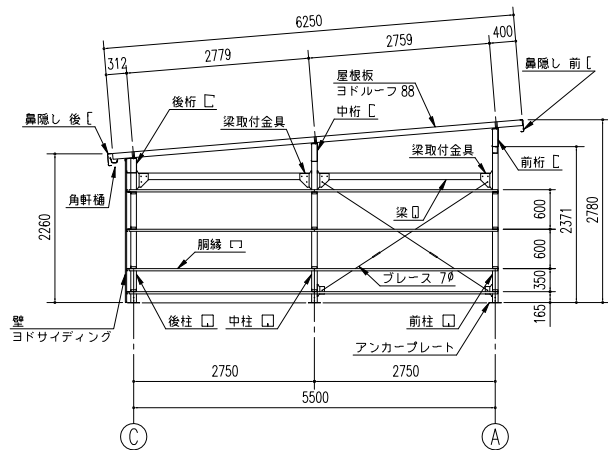 6250
312
2779
2759
400
鼻隠し 後
後桁
梁取付金具
屋根板
ヨドルーフ 88
中桁
梁取付金具
鼻隠し 前
前桁
角軒樋
梁
胴縁
ブレース 7φ
2260
600
600
350
165
2371
2780
壁
ヨドサイディング
後柱
中柱
前柱
アンカープレート
2750
2750
5500
C
A